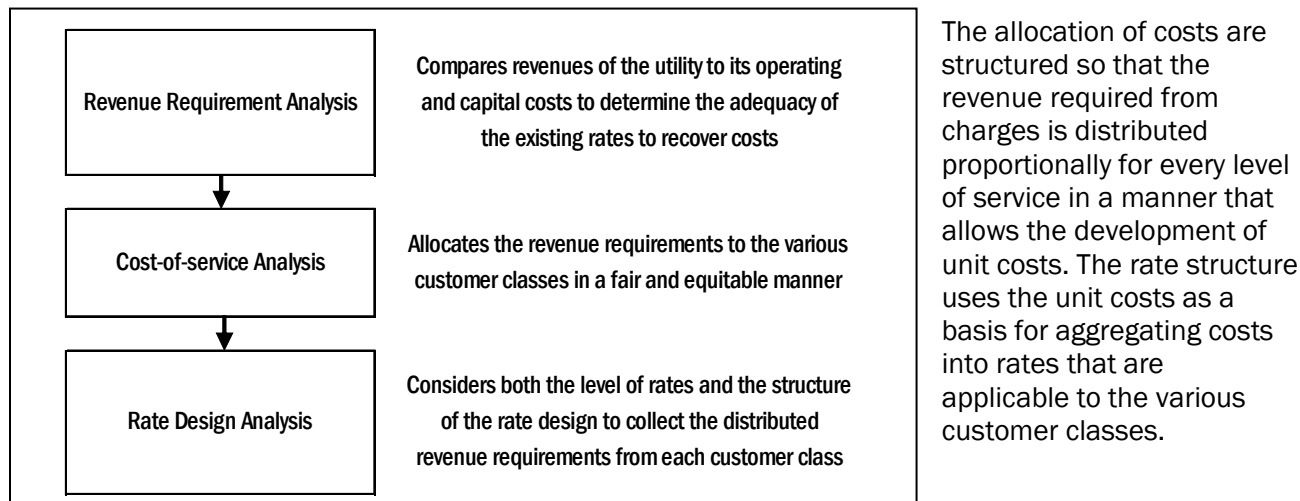 Revenue Requirement Analysis
Compares revenues of the utility to its operating
and capital costs to determine the adequacy of
the existing rates to recover costs
Cost-of-service Analysis
Allocates the revenue requirements to the various
customer classes in a fair and equitable manner
Rate Design Analysis
Considers both the level of rates and the structure
of the rate design to collect the distributed
revenue requirements from each customer class
The allocation of costs are
structured so that the
revenue required from
charges is distributed
proportionally for every level
of service in a manner that
allows the development of
unit costs. The rate structure
uses the unit costs as a
basis for aggregating costs
into rates that are
applicable to the various
customer classes.